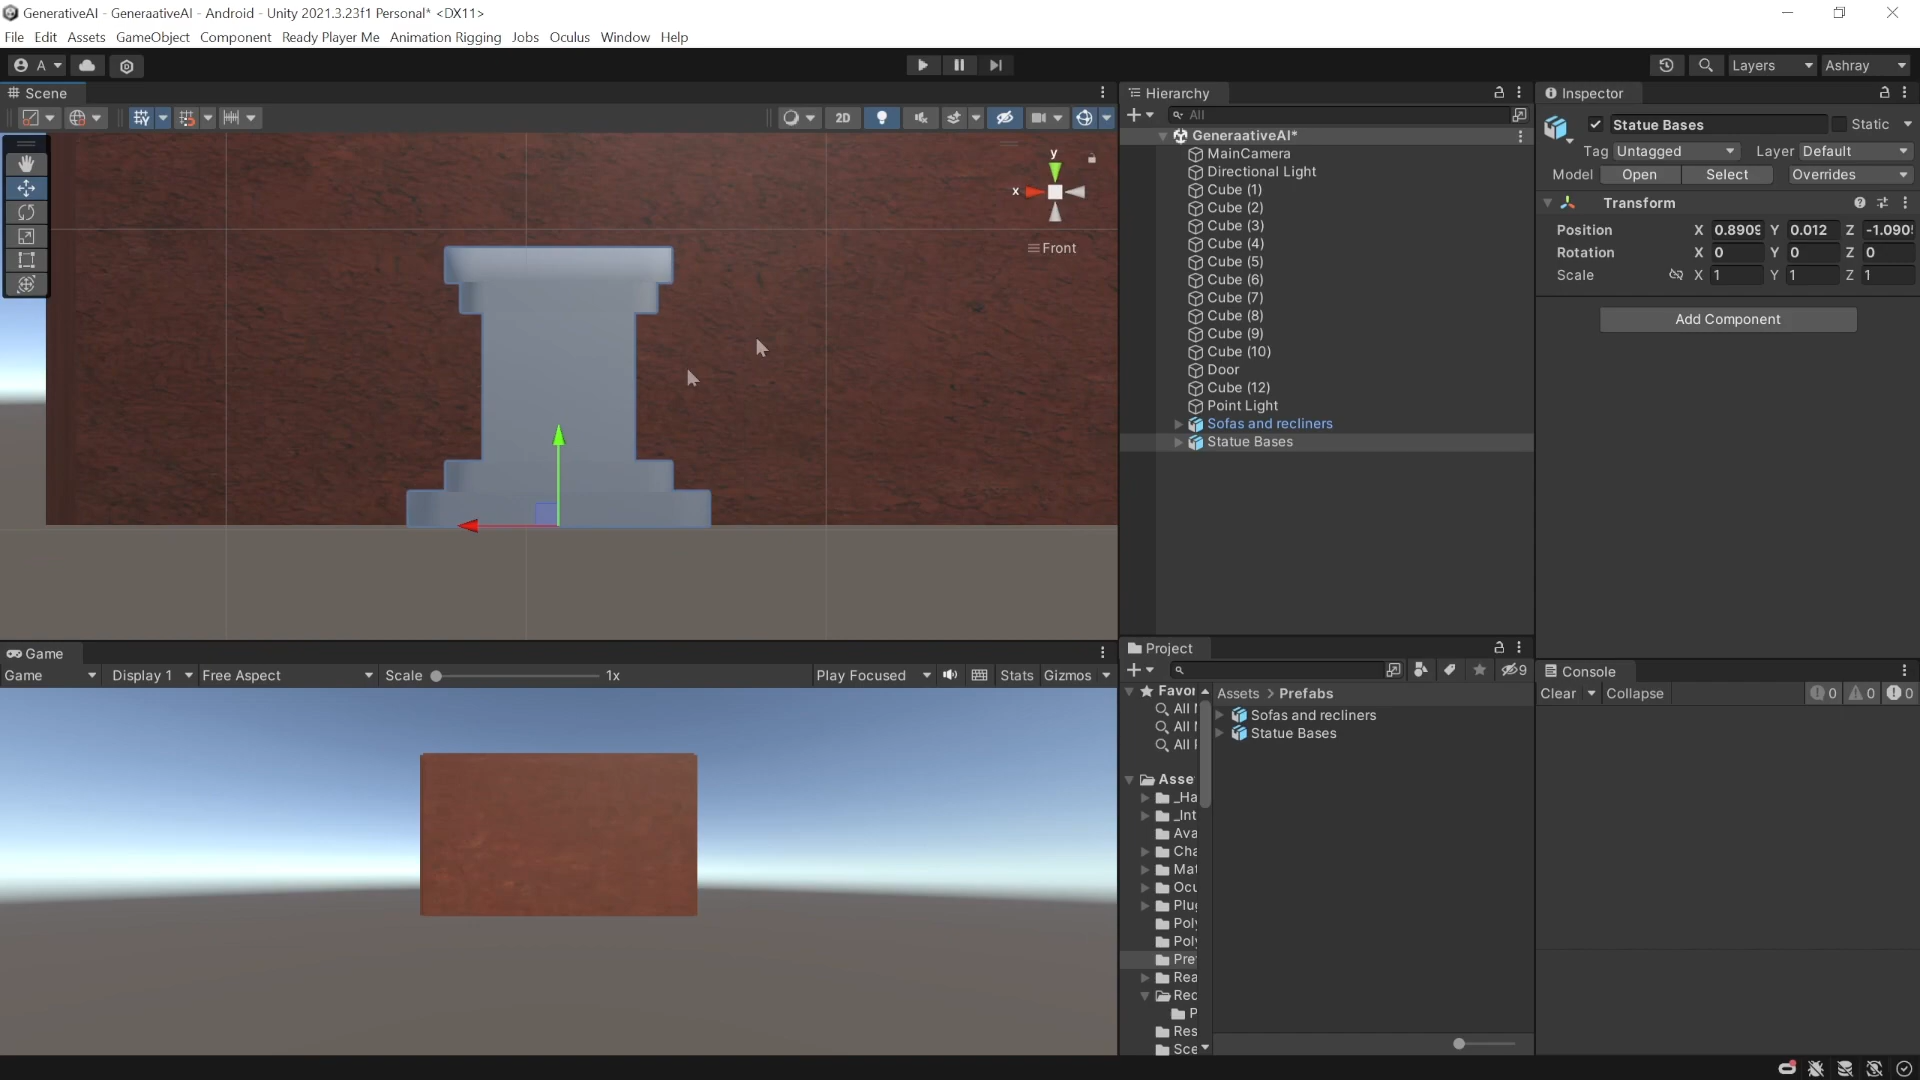 GenerativeAI - GeneraativeAI - Android - Unity 2021.3.23f1 Personal* <DX11>
File Edit Assets GameObject Component Ready Player Me Animation Rigging Jobs Oculus Window Help
A
Layers
Ashray
Scene
2D
y
x
Front
Hierarchy
All
GeneraativeAI*
MainCamera
Directional Light
Cube (1)
Cube (2)
Cube (3)
Cube (4)
Cube (5)
Cube (6)
Cube (7)
Cube (8)
Cube (9)
Cube (10)
Door
Cube (12)
Point Light
Sofas and recliners
Statue Bases
Inspector
Statue Bases
Static
Tag Untagged Layer Default
Model Open Select Overrides
Transform
Position X 0.8909 Y 0.012 Z -1.090
Rotation X 0 Y 0 Z 0
Scale X 1 Y 1 Z 1
Add Component
Game
Game Display 1 Free Aspect Scale 1x Play Focused Stats Gizmos
Project
9
Favor
All
All
All
Asse
_Ha
_Int
Ava
Cha
Mat
Ocu
Plug
Poly
Poly
Pre
Rea
Rec
P
Res
Sce
Assets > Prefabs
Sofas and recliners
Statue Bases
Console
Clear Collapse 0 0 0